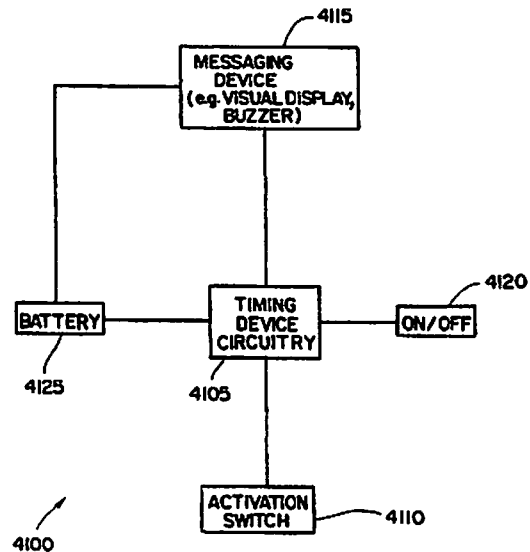 4115
MESSAGING
DEVICE
(e.g. VISUAL DISPLAY,
BUZZER)
4120
BATTERY
TIMING
DEVICE
CIRCUITRY
ON/OFF
4125
4105
ACTIVATION
SWITCH
4110
4100